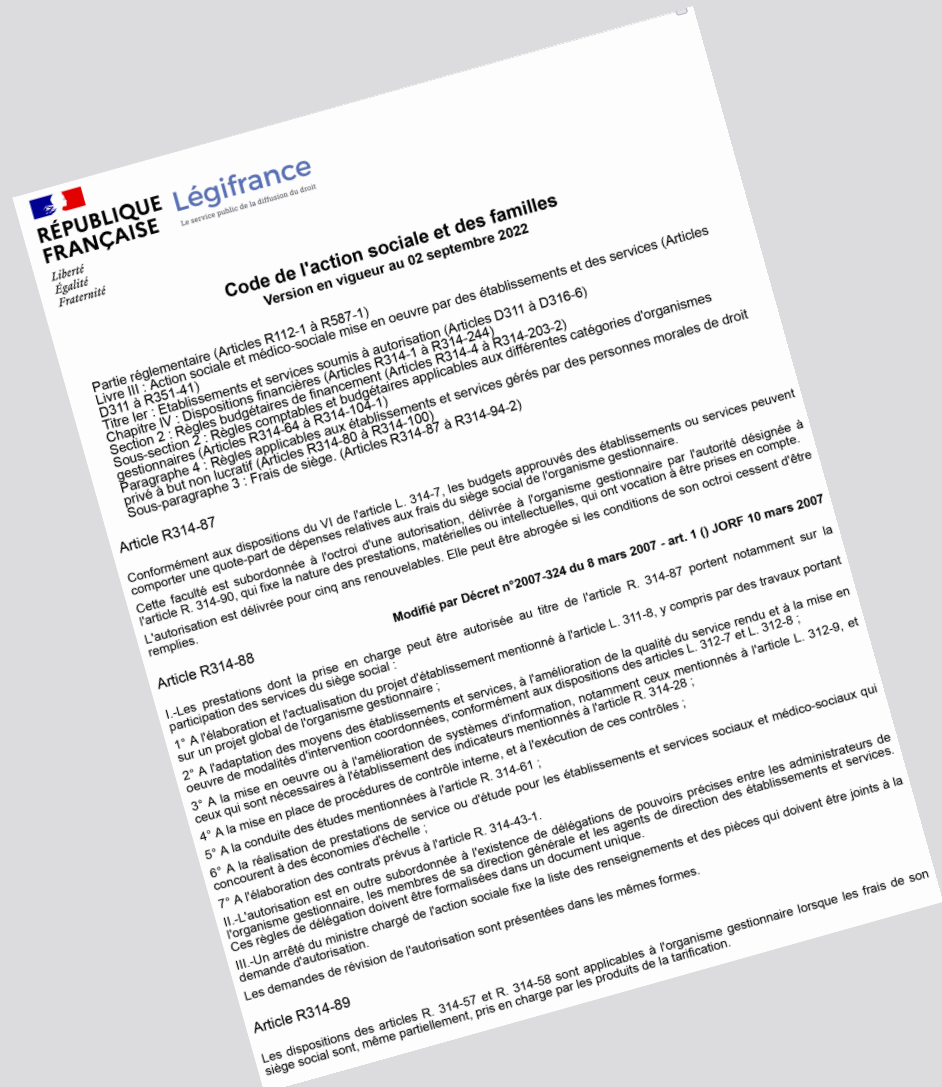 RÉPUBLIQUE
FRANÇAISE
Liberté
Égalité
Fraternité
Légifrance
Le service public de la diffusion du droit
Code de l'action sociale et des familles
Version en vigueur au 02 septembre 2022
Partie réglementaire (Articles R112-1 à R587-1)
Livre III : Action sociale et médico-sociale mise en oeuvre par des établissements et des services (Articles
D311 à R351-41)
Titre Ier : Etablissements et services soumis à autorisation (Articles D311 à D316-6)
Chapitre IV : Dispositions financières (Articles R314-1 à R314-244)
Section 2 : Règles budgétaires de financement (Articles R314-4 à R314-203-2)
Sous-section 2 : Règles comptables et budgétaires applicables aux différentes catégories d'organismes
gestionnaires (Articles R314-64 à R314-104-1)
Paragraphe 4 : Règles applicables aux établissements et services gérés par des personnes morales de droit
privé à but non lucratif (Articles R314-80 à R314-100)
Sous-paragraphe 3 : Frais de siège. (Articles R314-87 à R314-94-2)
Article R314-87
Conformément aux dispositions du VI de l'article L. 314-7, les budgets approuvés des établissements ou services peuvent
comporter une quote-part de dépenses relatives aux frais du siège social de l'organisme gestionnaire.
Cette faculté est subordonnée à l'octroi d'une autorisation, délivrée à l'organisme gestionnaire par l'autorité désignée à
l'article R. 314-90, qui fixe la nature des prestations, matérielles ou intellectuelles, qui ont vocation à être prises en compte.
L'autorisation est délivrée pour cinq ans renouvelables. Elle peut être abrogée si les conditions de son octroi cessent d'être
remplies.
Modifié par Décret n°2007-324 du 8 mars 2007 - art. 1 () JORF 10 mars 2007
Article R314-88
I.-Les prestations dont la prise en charge peut être autorisée au titre de l'article R. 314-87 portent notamment sur la
participation des services du siège social :
1° A l'élaboration et l'actualisation du projet d'établissement mentionné à l'article L. 311-8, y compris par des travaux portant
sur un projet global de l'organisme gestionnaire ;
2° A l'adaptation des moyens des établissements et services, à l'amélioration de la qualité du service rendu et à la mise en
oeuvre de modalités d'intervention coordonnées, conformément aux dispositions des articles L. 312-7 et L. 312-8 ;
3° A la mise en oeuvre ou à l'amélioration de systèmes d'information, notamment ceux mentionnés à l'article L. 312-9, et
ceux qui sont nécessaires à l'établissement des indicateurs mentionnés à l'article R. 314-28 ;
4° A la mise en place de procédures de contrôle interne, et à l'exécution de ces contrôles ;
5° A la conduite des études mentionnées à l'article R. 314-61 ;
6° A la réalisation de prestations de service ou d'étude pour les établissements et services sociaux et médico-sociaux qui
concourent à des économies d'échelle ;
7° A l'élaboration des contrats prévus à l'article R. 314-43-1.
II.-L'autorisation est en outre subordonnée à l'existence de délégations de pouvoirs précises entre les administrateurs de
l'organisme gestionnaire, les membres de sa direction générale et les agents de direction des établissements et services.
Ces règles de délégation doivent être formalisées dans un document unique.
III.-Un arrêté du ministre chargé de l'action sociale fixe la liste des renseignements et des pièces qui doivent être joints à la
demande d'autorisation.
Les demandes de révision de l'autorisation sont présentées dans les mêmes formes.
Article R314-89
Les dispositions des articles R. 314-57 et R. 314-58 sont applicables à l'organisme gestionnaire lorsque les frais de son
siège social sont, même partiellement, pris en charge par les produits de la tarification.